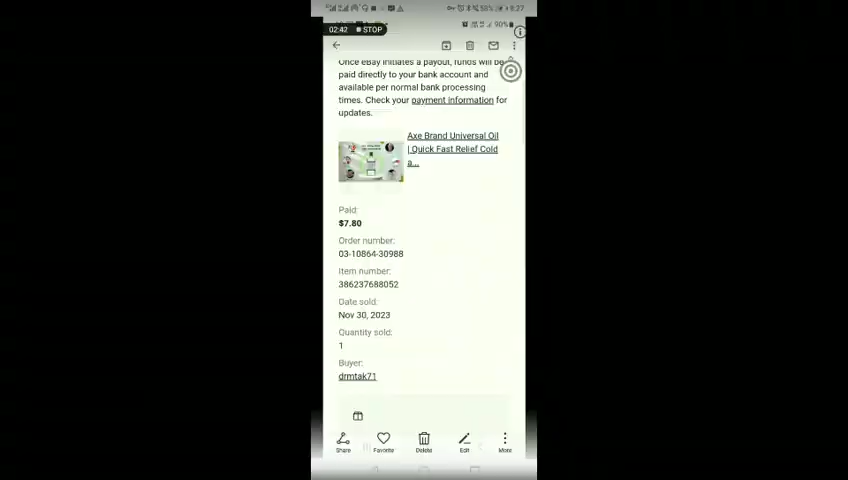 8:27
02:42 STOP
90%
Once eBay initiates a payout, funds will be
paid directly to your bank account and
available per normal bank processing
times. Check your payment information for
updates.
Axe Brand Universal Oil
| Quick Fast Relief Cold
a...
Paid:
$7.80
Order number:
03-10864-30988
Item number:
386237688052
Date sold:
Nov 30, 2023
Quantity sold:
1
Buyer:
drmtak71
Share
Favorite
Delete
Edit
More